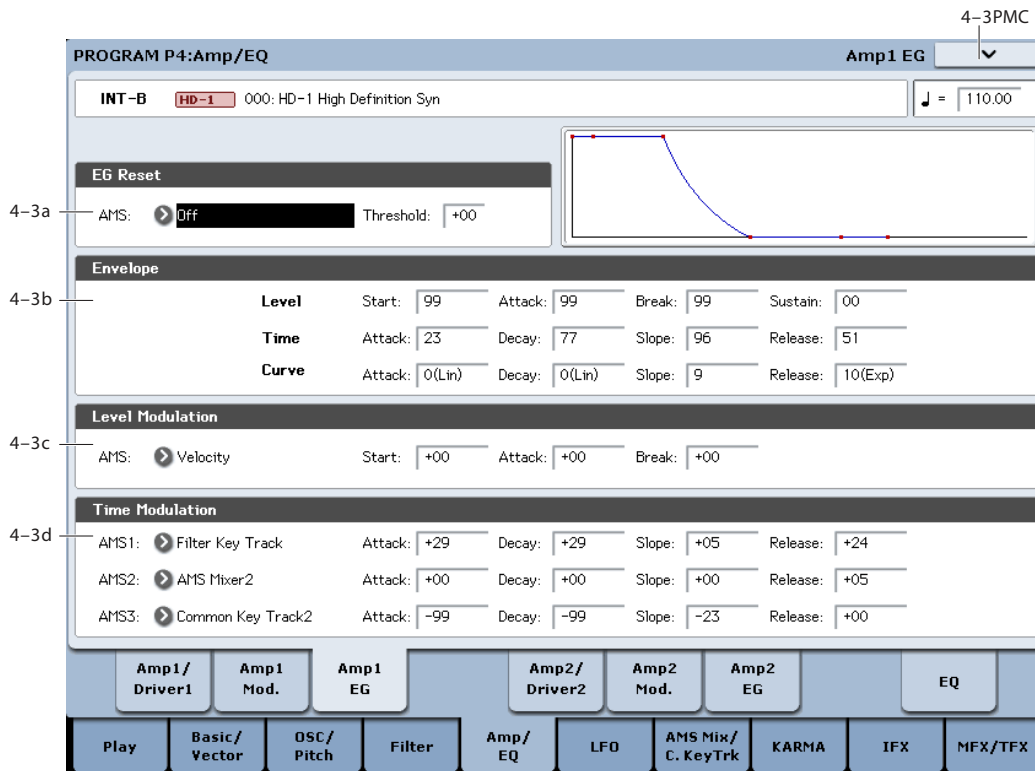 4–3PMC
PROGRAM P4:Amp/EQ Amp1 EG
INT-B HD-1 000: HD-1 High Definition Syn ♩ = 110.00
EG Reset
4–3a AMS: Off Threshold: +00
Envelope
4–3b Level Start: 99 Attack: 99 Break: 99 Sustain: 00
Time Attack: 23 Decay: 77 Slope: 96 Release: 51
Curve Attack: 0(Lin) Decay: 0(Lin) Slope: 9 Release: 10(Exp)
Level Modulation
4–3c AMS: Velocity Start: +00 Attack: +00 Break: +00
Time Modulation
4–3d AMS1: Filter Key Track Attack: +29 Decay: +29 Slope: +05 Release: +24
AMS2: AMS Mixer2 Attack: +00 Decay: +00 Slope: +00 Release: +05
AMS3: Common Key Track2 Attack: -99 Decay: -99 Slope: -23 Release: +00
Amp1/ Amp1 Amp1 Amp2/ Amp2 Amp2 EQ
Driver1 Mod. EG Driver2 Mod. EG
Play Basic/ OSC/ Filter Amp/ LFO AMS Mix/ KARMA IFX MFX/TFX
Vector Pitch EQ C. KeyTrk